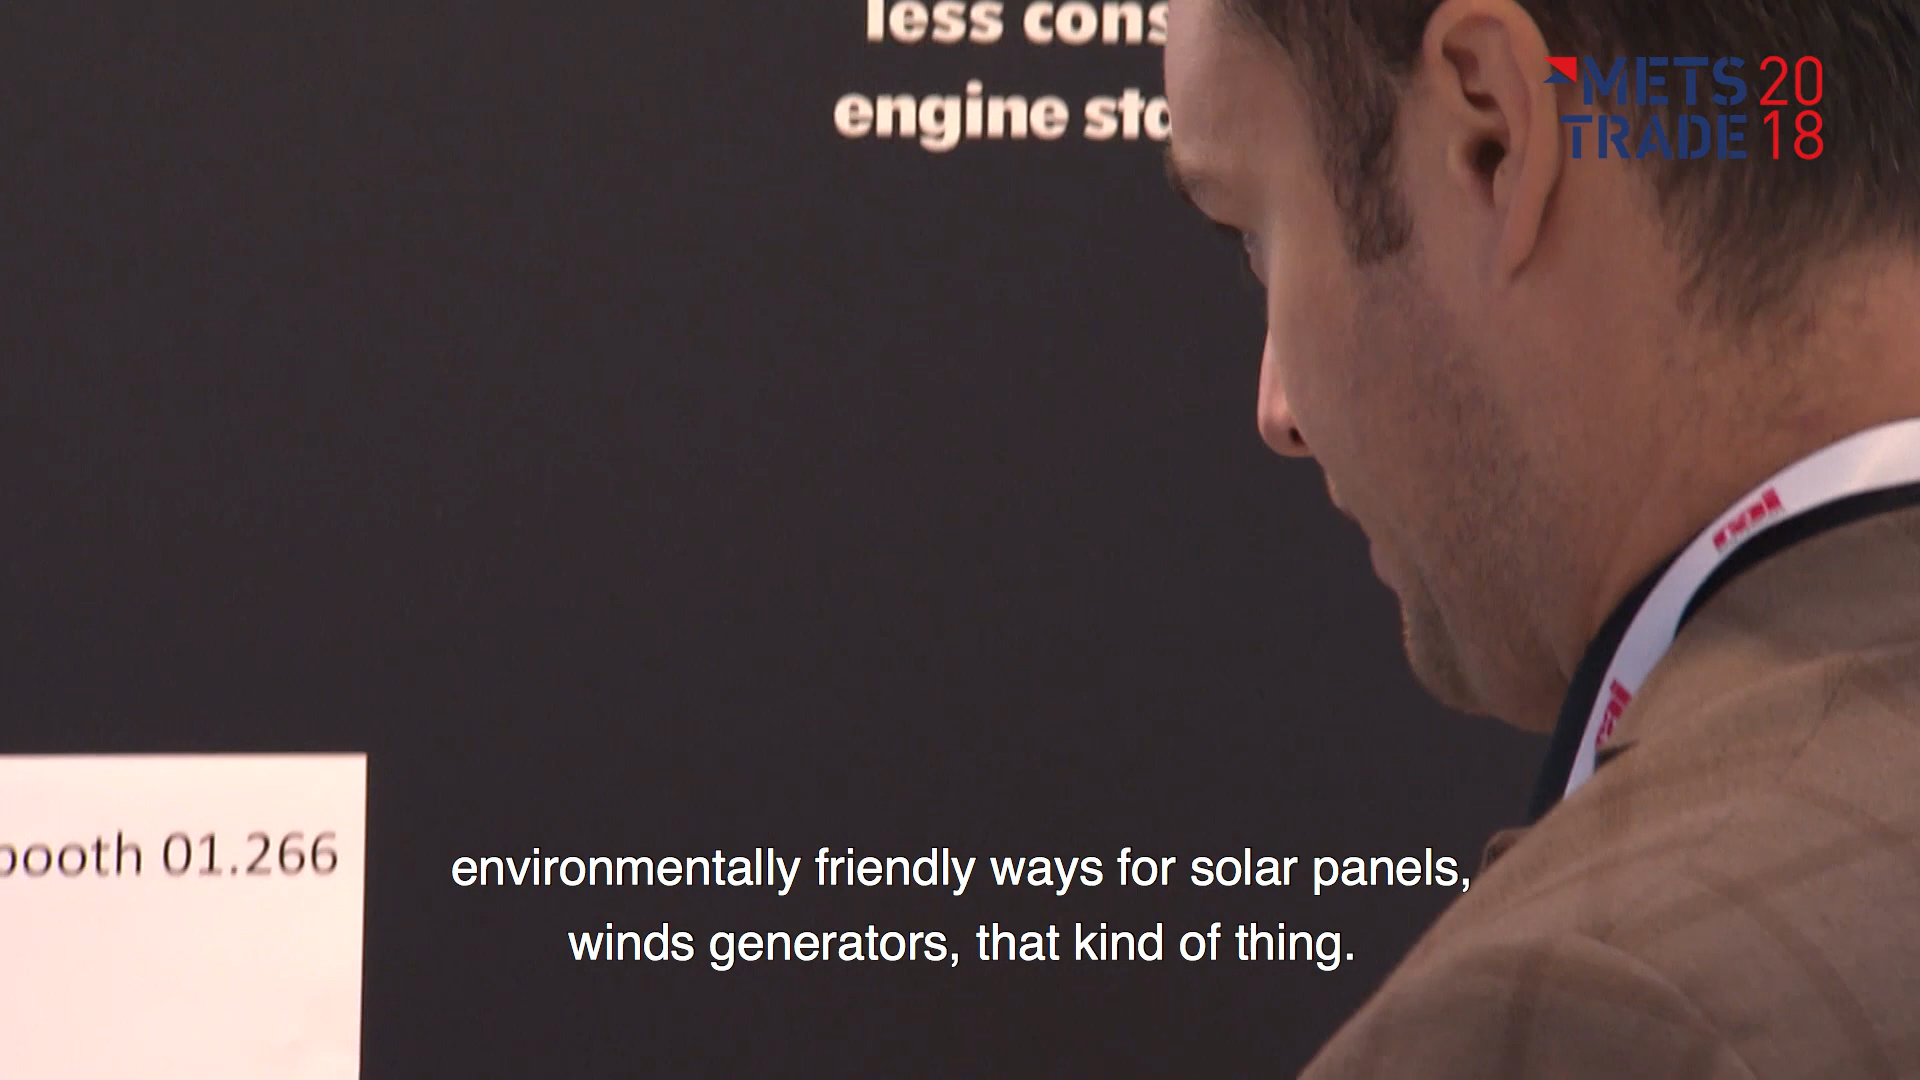 less cons
engine sta
METS 20
TRADE 18
booth 01.266
environmentally friendly ways for solar panels,
winds generators, that kind of thing.